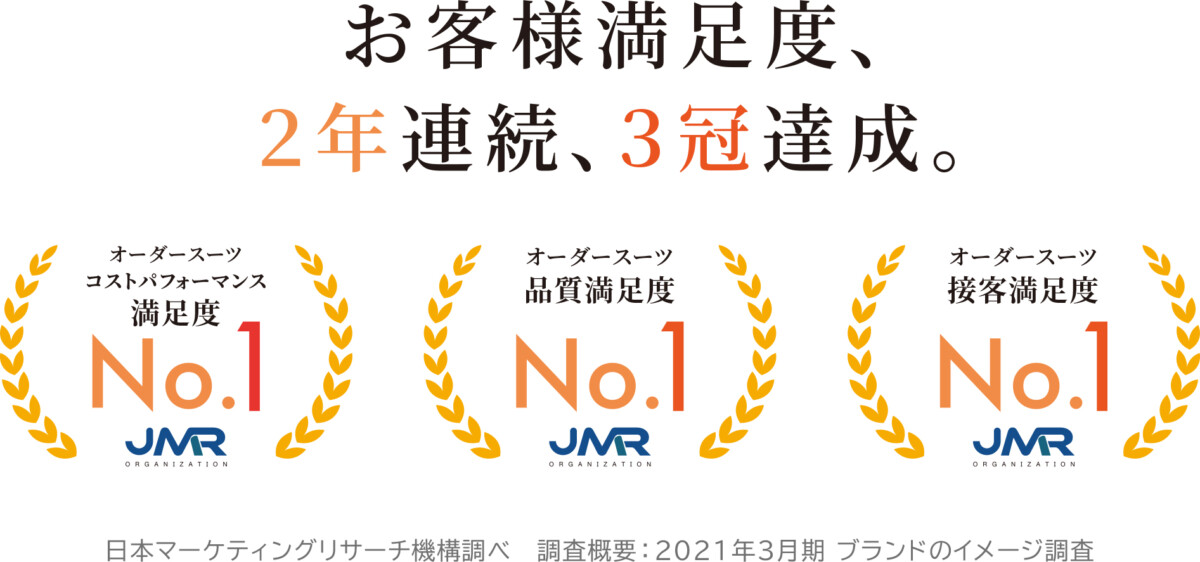 お客様満足度、
2年連続、3冠達成。
オーダースーツ
コストパフォーマンス
満足度
No.1
JMR
ORGANIZATION
オーダースーツ
品質満足度
No.1
JMR
ORGANIZATION
オーダースーツ
接客満足度
No.1
JMR
ORGANIZATION
日本マーケティングリサーチ機構調べ　調査概要：2021年3月期 ブランドのイメージ調査